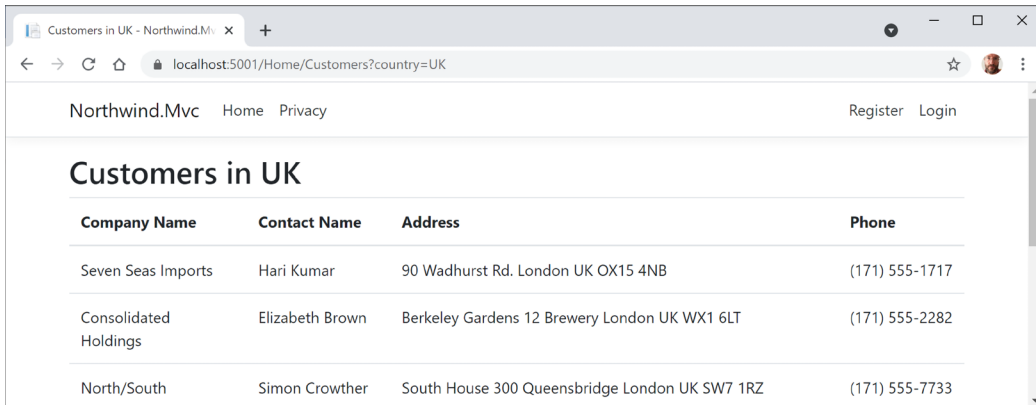 Customers in UK - Northwind.Mv
localhost:5001/Home/Customers?country=UK
Northwind.Mvc Home Privacy Register Login
Customers in UK
Company Name Contact Name Address Phone
Seven Seas Imports Hari Kumar 90 Wadhurst Rd. London UK OX15 4NB (171) 555-1717
Consolidated Elizabeth Brown Berkeley Gardens 12 Brewery London UK WX1 6LT (171) 555-2282
Holdings
North/South Simon Crowther South House 300 Queensbridge London UK SW7 1RZ (171) 555-7733